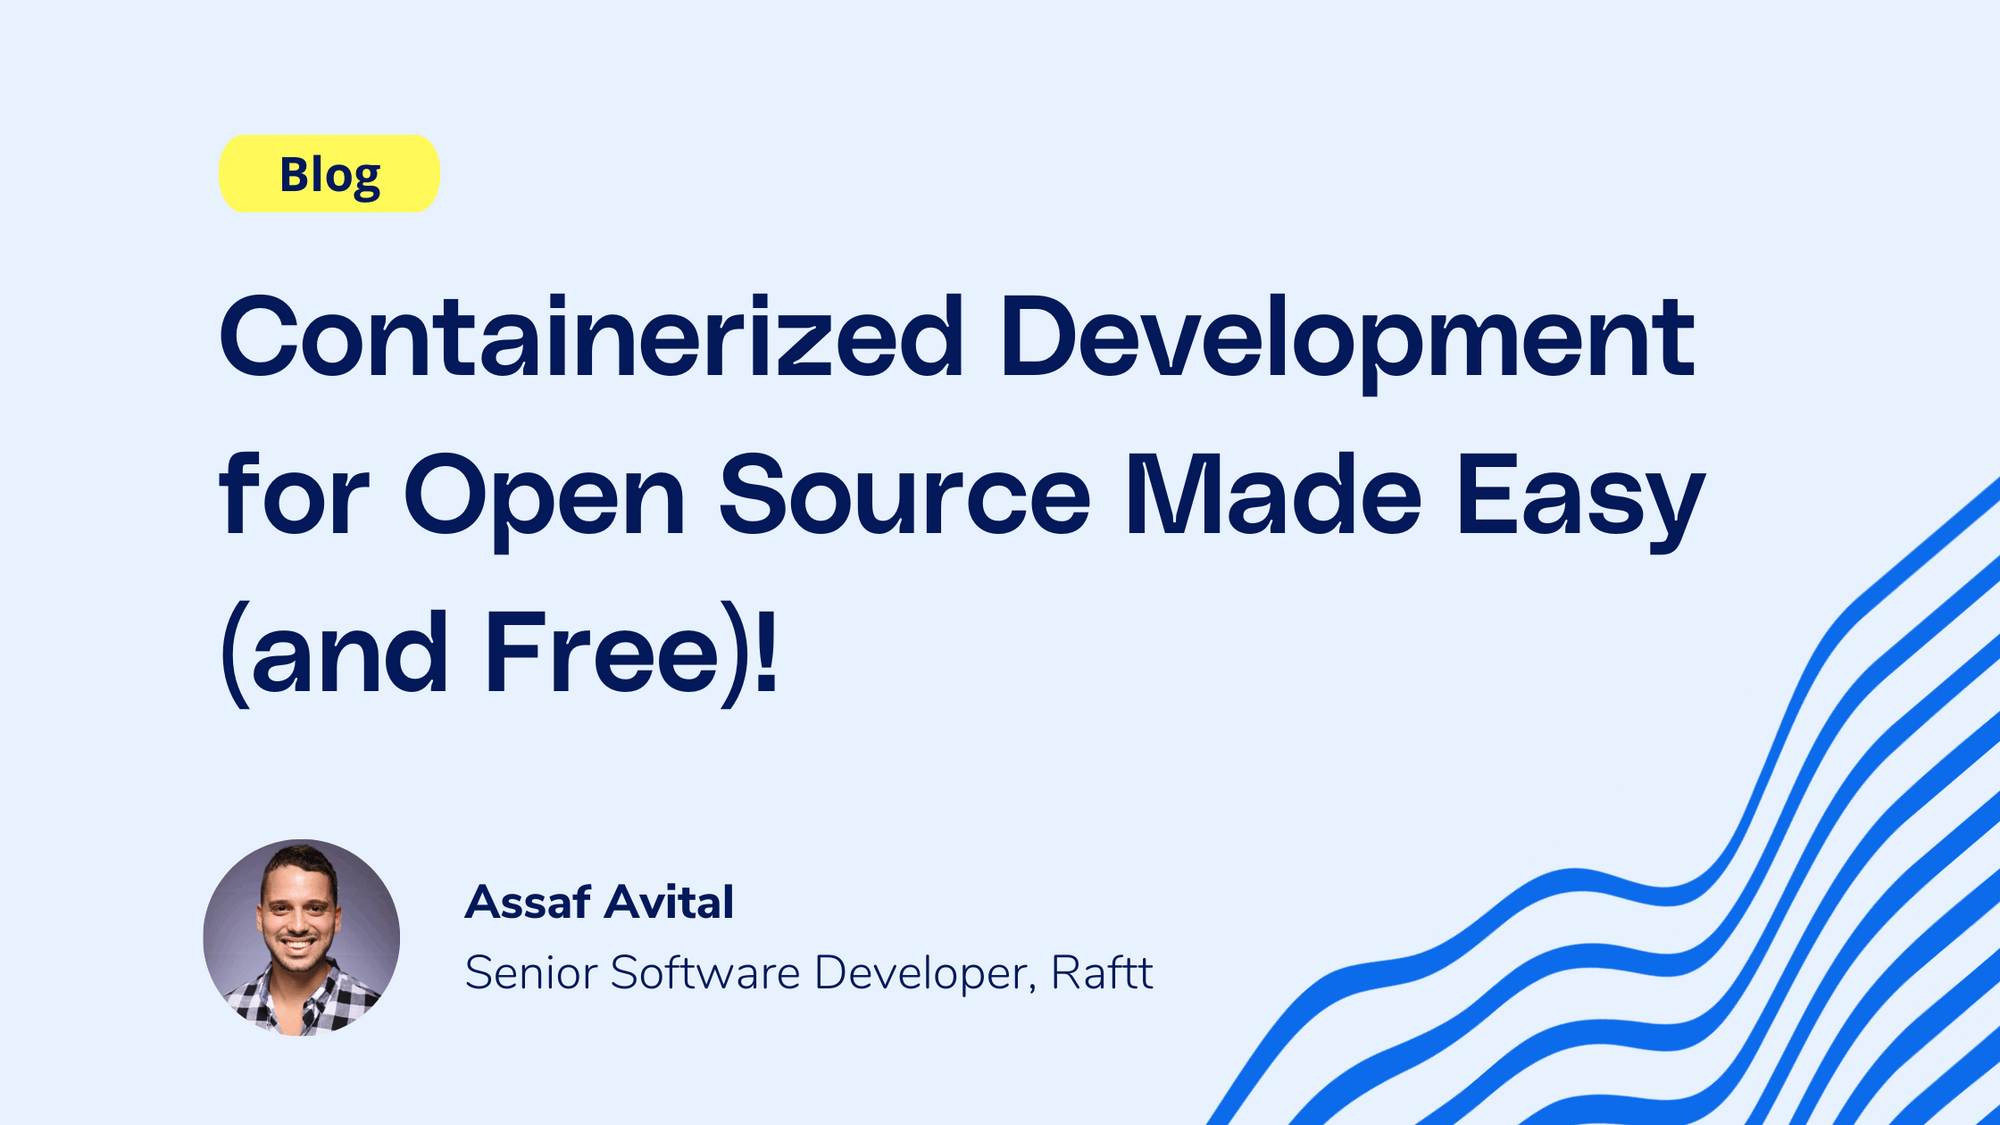 Blog
Containerized Development
for Open Source Made Easy
(and Free)!
Assaf Avital
Senior Software Developer, Raftt